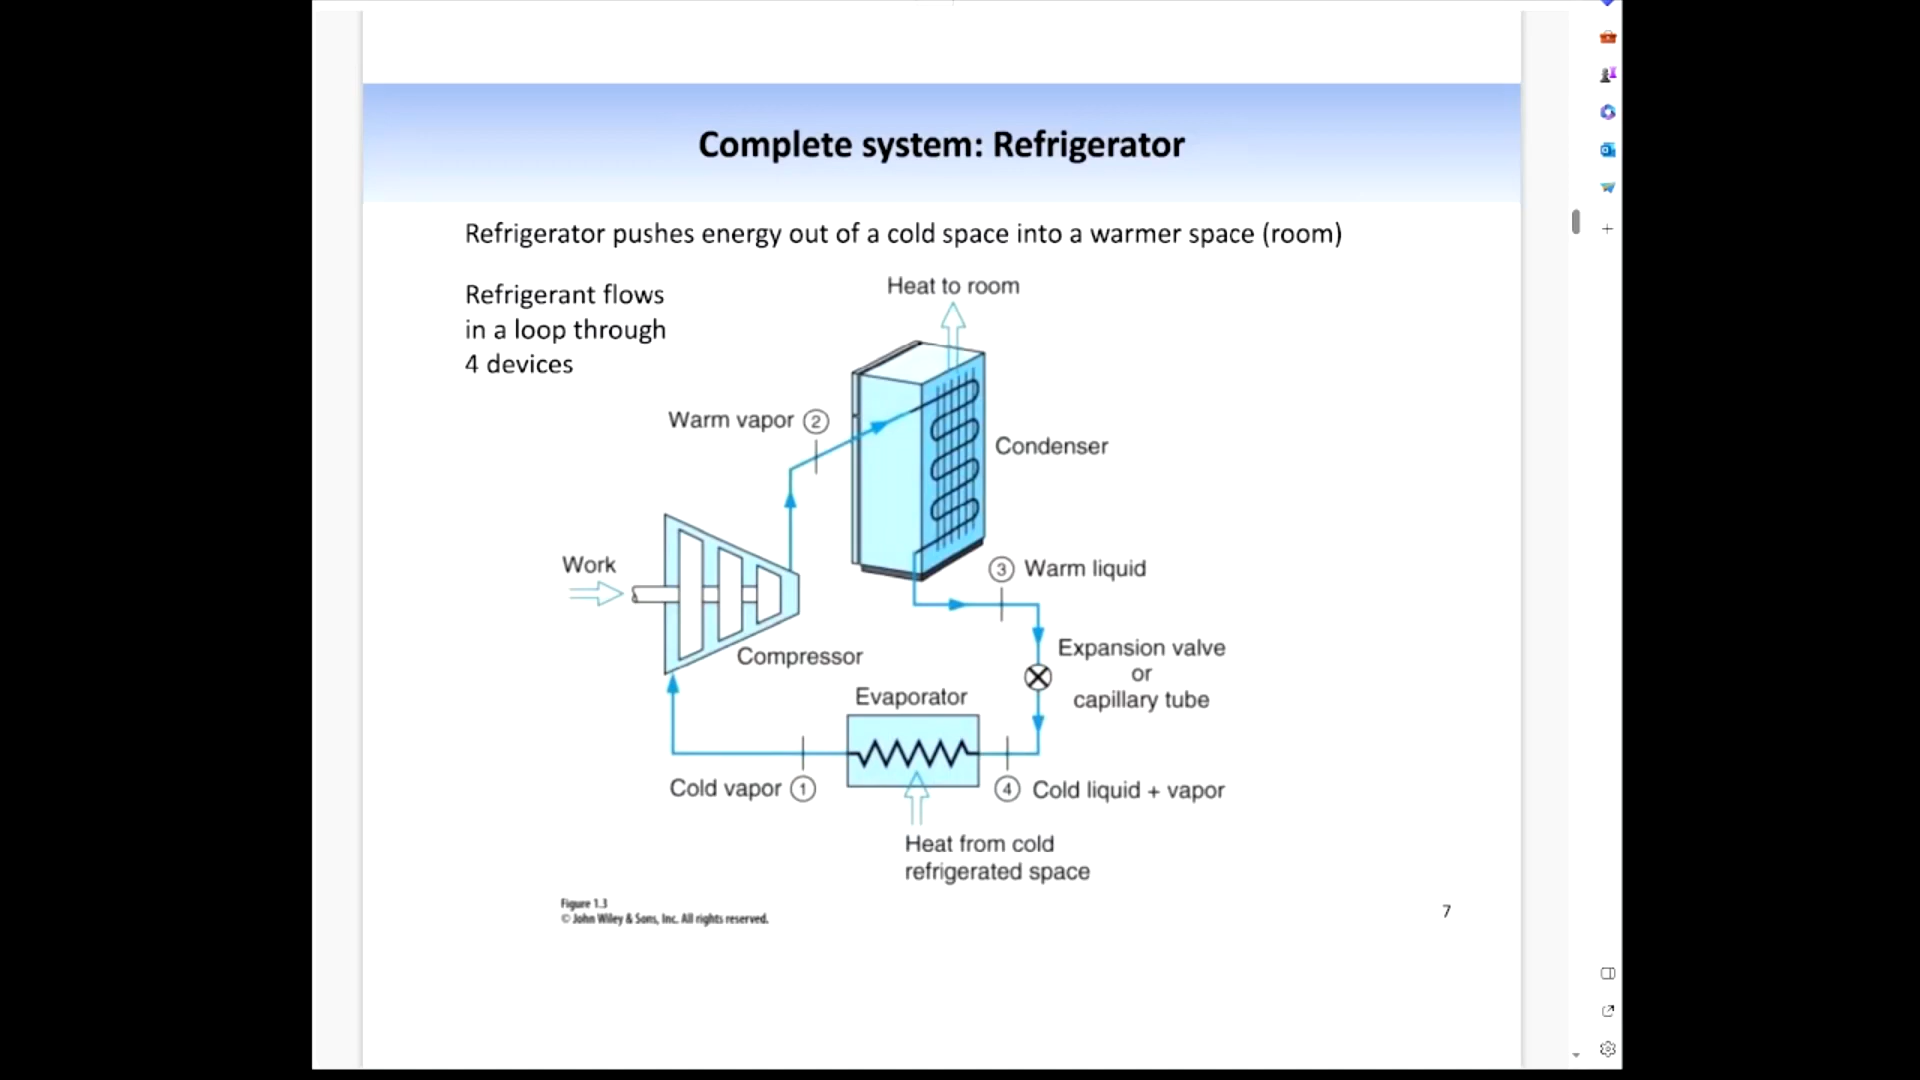 Complete system: Refrigerator
Refrigerator pushes energy out of a cold space into a warmer space (room)
Refrigerant flows
in a loop through
4 devices
Heat to room
Warm vapor 2
Condenser
Work
3 Warm liquid
Compressor
Expansion valve
or
capillary tube
Evaporator
Cold vapor 1
4 Cold liquid + vapor
Heat from cold
refrigerated space
Figure 1.3
© John Wiley & Sons, Inc. All rights reserved.
7